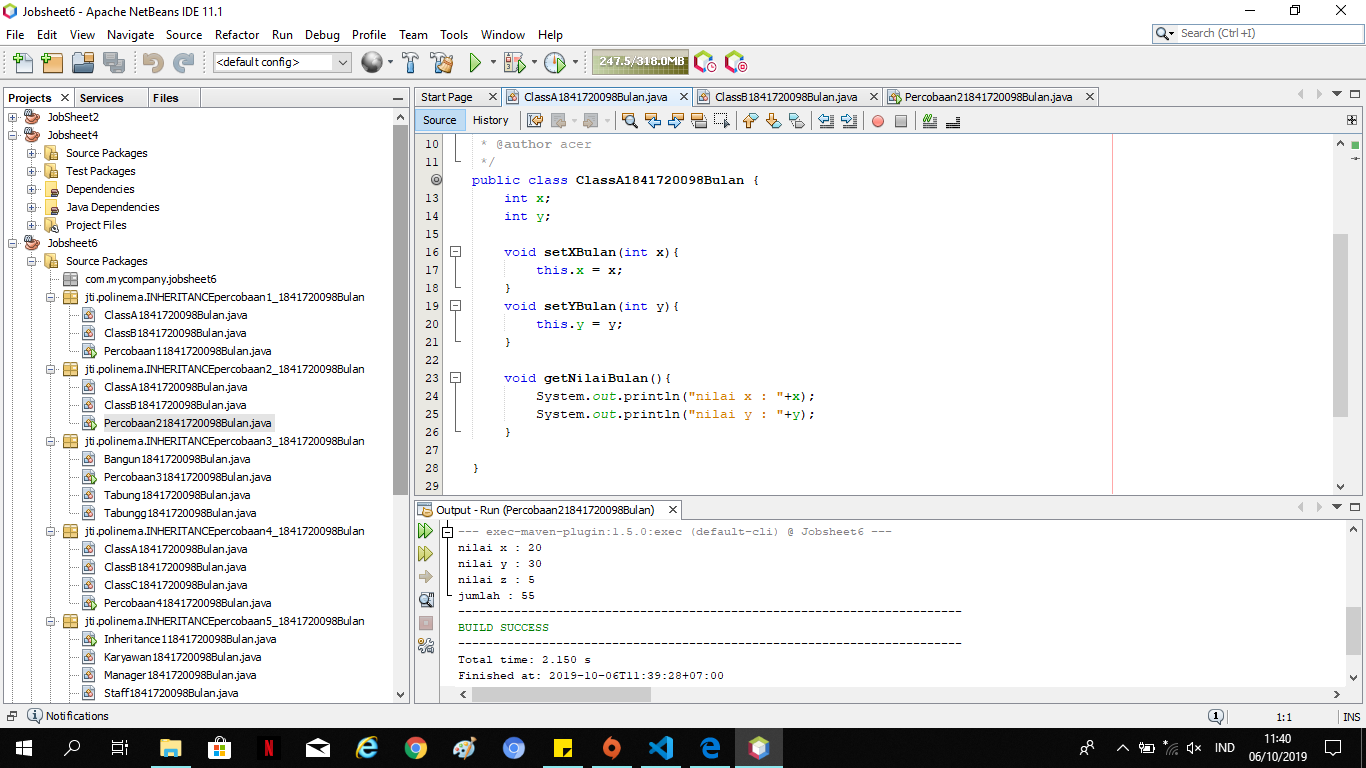 Jobsheet6 - Apache NetBeans IDE 11.1
File Edit View Navigate Source Refactor Run Debug Profile Team Tools Window Help
Search (Ctrl+I)
<default config>
247.5/318.0MB
Projects Services Files
JobSheet2
Jobsheet4
Source Packages
Test Packages
Dependencies
Java Dependencies
Project Files
Jobsheet6
Source Packages
com.mycompany.jobsheet6
jti.polinema.INHERITANCEpercobaan1_1841720098Bulan
ClassA1841720098Bulan.java
ClassB1841720098Bulan.java
Percobaan11841720098Bulan.java
jti.polinema.INHERITANCEpercobaan2_1841720098Bulan
ClassA1841720098Bulan.java
ClassB1841720098Bulan.java
Percobaan21841720098Bulan.java
jti.polinema.INHERITANCEpercobaan3_1841720098Bulan
Bangun1841720098Bulan.java
Percobaan31841720098Bulan.java
Tabung1841720098Bulan.java
Tabungg1841720098Bulan.java
jti.polinema.INHERITANCEpercobaan4_1841720098Bulan
ClassA1841720098Bulan.java
ClassB1841720098Bulan.java
ClassC1841720098Bulan.java
Percobaan41841720098Bulan.java
jti.polinema.INHERITANCEpercobaan5_1841720098Bulan
Inheritance11841720098Bulan.java
Karyawan1841720098Bulan.java
Manager1841720098Bulan.java
Staff1841720098Bulan.java
Start Page ClassA1841720098Bulan.java ClassB1841720098Bulan.java Percobaan21841720098Bulan.java
Source History
10 * @author acer
11 */
public class ClassA1841720098Bulan {
13 int x;
14 int y;
15
16 void setXBulan(int x){
17 this.x = x;
18 }
19 void setYBulan(int y){
20 this.y = y;
21 }
22
23 void getNilaiBulan(){
24 System.out.println("nilai x : "+x);
25 System.out.println("nilai y : "+y);
26 }
27
28 }
29
Output - Run (Percobaan21841720098Bulan)
--- exec-maven-plugin:1.5.0:exec (default-cli) @ Jobsheet6 ---
nilai x : 20
nilai y : 30
nilai z : 5
jumlah : 55
------------------------------------------------------------------------
BUILD SUCCESS
------------------------------------------------------------------------
Total time: 2.150 s
Finished at: 2019-10-06T11:39:28+07:00
Notifications
1:1 INS
IND
11:40
06/10/2019